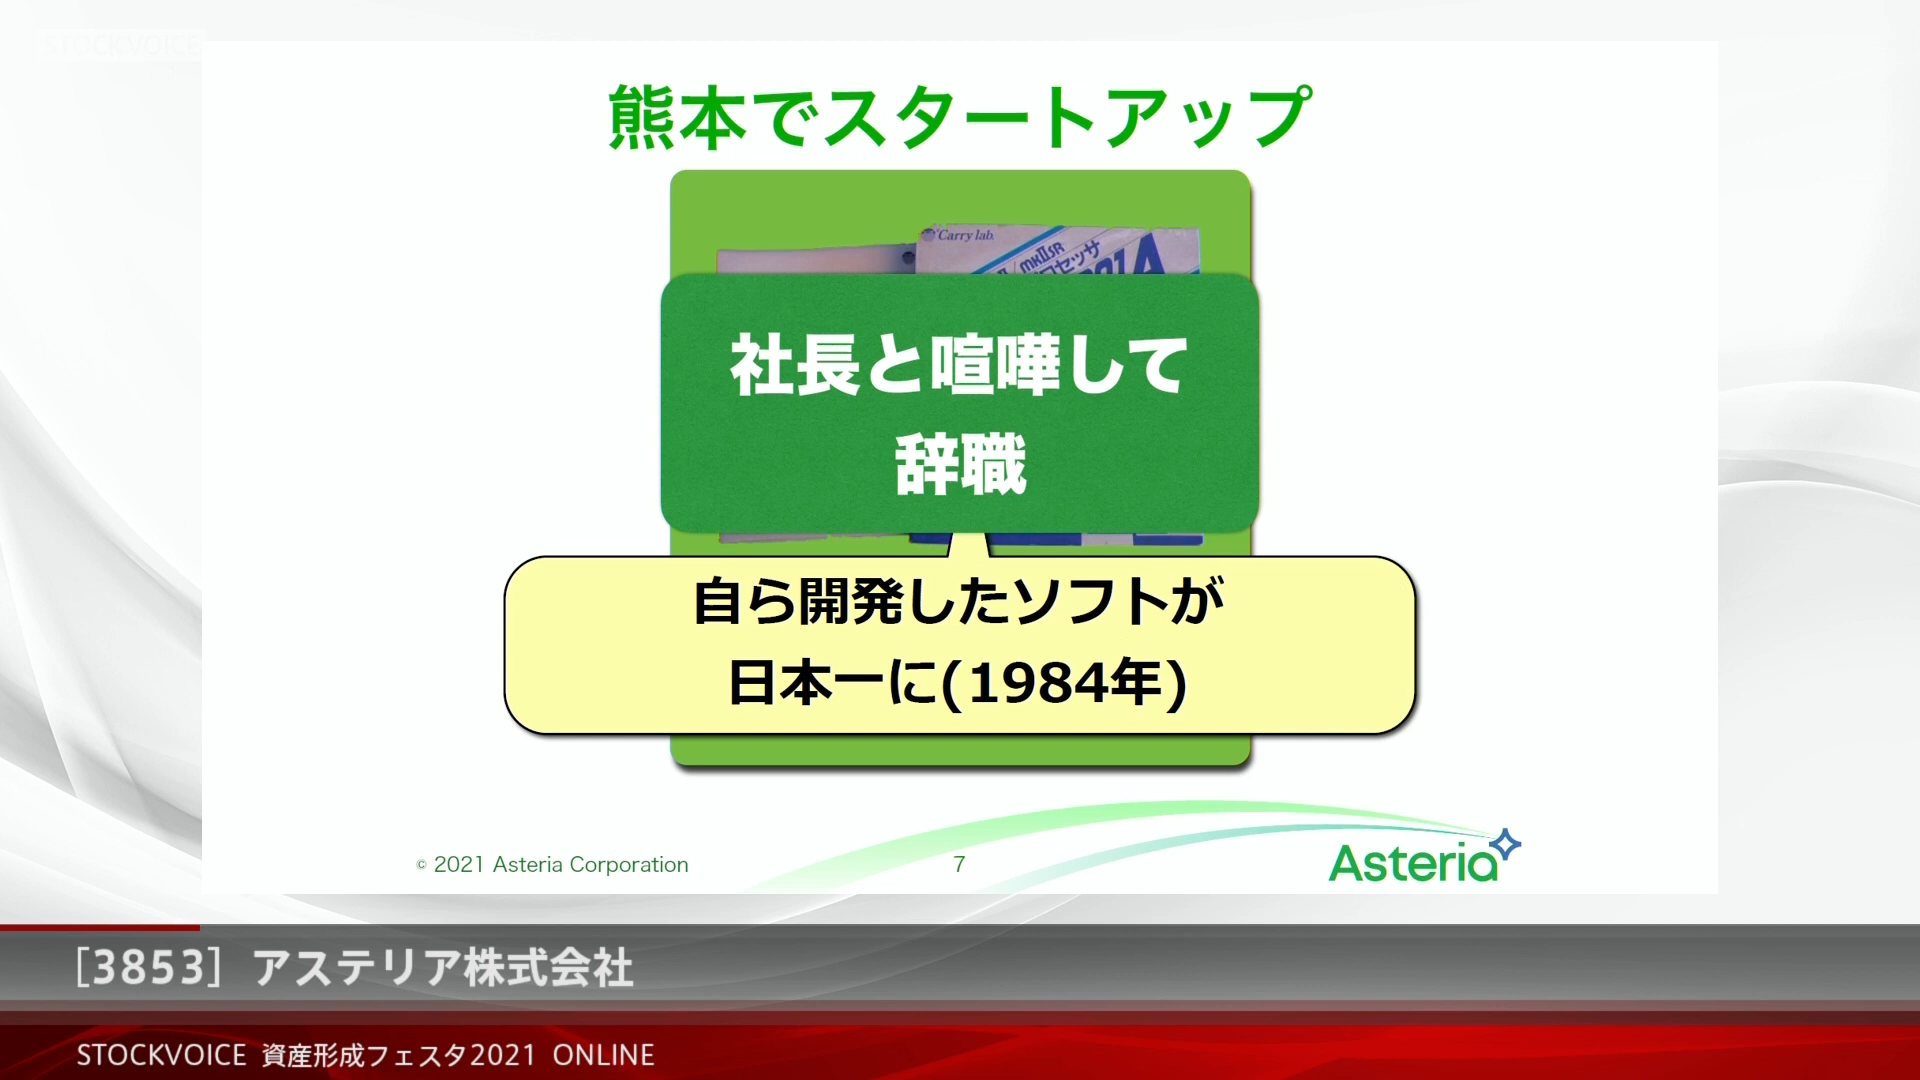 STOCKVOICE
熊本でスタートアップ
Carry lab.
mkⅡSR
社長と喧嘩して
辞職
自ら開発したソフトが
日本一に(1984年)
© 2021 Asteria Corporation
7
Asteria
[3853] アステリア株式会社
STOCKVOICE 資産形成フェスタ2021 ONLINE